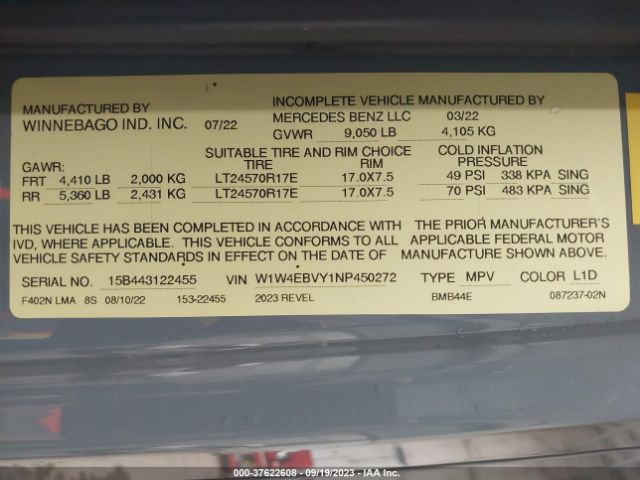 MANUFACTURED BY
WINNEBAGO IND. INC. 07/22
INCOMPLETE VEHICLE MANUFACTURED BY
MERCEDES BENZ LLC 03/22
GVWR 9,050 LB 4,105 KG
SUITABLE TIRE AND RIM CHOICE COLD INFLATION
GAWR: TIRE RIM PRESSURE
FRT 4,410 LB 2,000 KG LT24570R17E 17.0X7.5 49 PSI 338 KPA SING
RR 5,360 LB 2,431 KG LT24570R17E 17.0X7.5 70 PSI 483 KPA SING
THIS VEHICLE HAS BEEN COMPLETED IN ACCORDANCE WITH THE PRIOR MANUFACTURER'S
IVD, WHERE APPLICABLE. THIS VEHICLE CONFORMS TO ALL APPLICABLE FEDERAL MOTOR
VEHICLE SAFETY STANDARDS IN EFFECT ON THE DATE OF MANUFACTURE SHOWN ABOVE.
SERIAL NO. 15B443122455 VIN W1W4EBVY1NP450272 TYPE MPV COLOR L1D
F402N LMA 8S 08/10/22 153-22455 2023 REVEL BMB44E 087237-02N
000-37622608 - 09/19/2023 - IAA Inc.